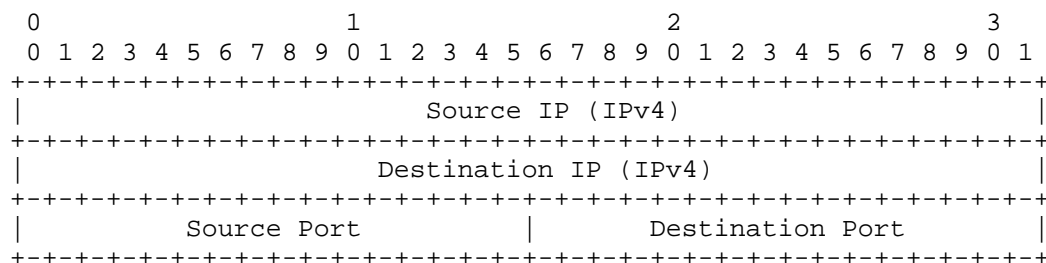 0                   1                   2                   3
0 1 2 3 4 5 6 7 8 9 0 1 2 3 4 5 6 7 8 9 0 1 2 3 4 5 6 7 8 9 0 1
+-+-+-+-+-+-+-+-+-+-+-+-+-+-+-+-+-+-+-+-+-+-+-+-+-+-+-+-+-+-+-+-+
|                       Source IP (IPv4)                        |
+-+-+-+-+-+-+-+-+-+-+-+-+-+-+-+-+-+-+-+-+-+-+-+-+-+-+-+-+-+-+-+-+
|                     Destination IP (IPv4)                     |
+-+-+-+-+-+-+-+-+-+-+-+-+-+-+-+-+-+-+-+-+-+-+-+-+-+-+-+-+-+-+-+-+
|          Source Port          |       Destination Port        |
+-+-+-+-+-+-+-+-+-+-+-+-+-+-+-+-+-+-+-+-+-+-+-+-+-+-+-+-+-+-+-+-+